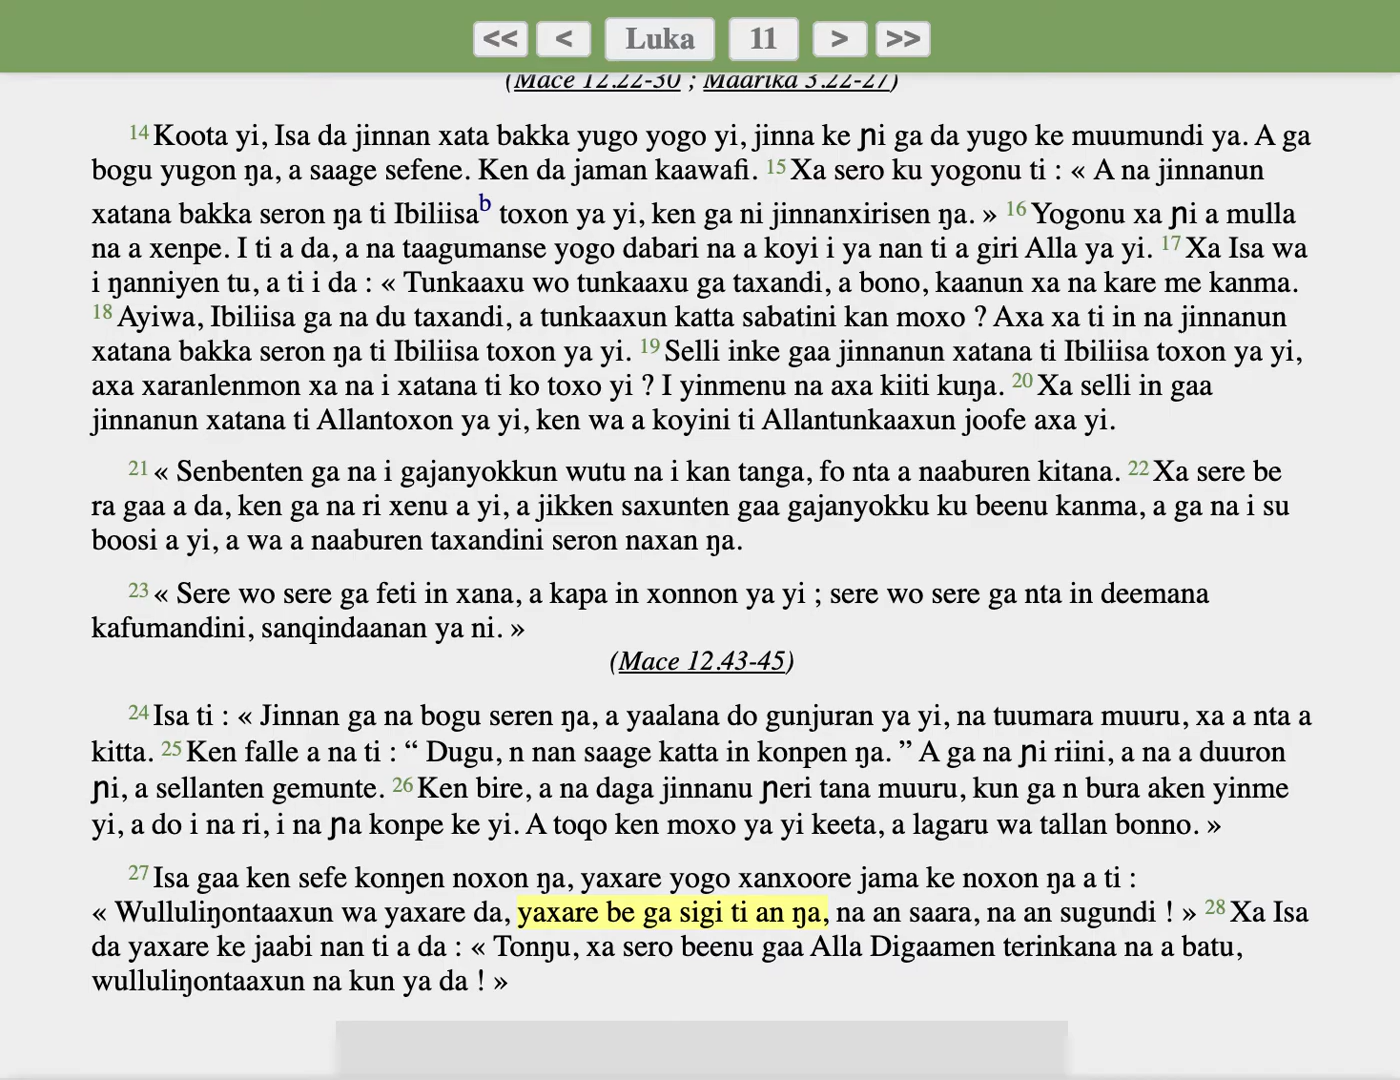 << < Luka 11 > >>
(Mace 12.22-30 ; Maarika 3.22-27)
14 Koota yi, Isa da jinnan xata bakka yugo yogo yi, jinna ke ɲi ga da yugo ke muumundi ya. A ga
bogu yugon ŋa, a saage sefene. Ken da jaman kaawafi. 15 Xa sero ku yogonu ti : « A na jinnanun
xatana bakka seron ŋa ti Ibiliisab toxon ya yi, ken ga ni jinnanxirisen ŋa. » 16 Yogonu xa ɲi a mulla
na a xenpe. I ti a da, a na taagumanse yogo dabari na a koyi i ya nan ti a giri Alla ya yi. 17 Xa Isa wa
i ŋanniyen tu, a ti i da : « Tunkaaxu wo tunkaaxu ga taxandi, a bono, kaanun xa na kare me kanma.
18 Ayiwa, Ibiliisa ga na du taxandi, a tunkaaxun katta sabatini kan moxo ? Axa xa ti in na jinnanun
xatana bakka seron ŋa ti Ibiliisa toxon ya yi. 19 Selli inke gaa jinnanun xatana ti Ibiliisa toxon ya yi,
axa xaranlenmon xa na i xatana ti ko toxo yi ? I yinmenu na axa kiiti kuŋa. 20 Xa selli in gaa
jinnanun xatana ti Allantoxon ya yi, ken wa a koyini ti Allantunkaaxun joofe axa yi.
21 « Senbenten ga na i gajanyokkun wutu na i kan tanga, fo nta a naaburen kitana. 22 Xa sere be
ra gaa a da, ken ga na ri xenu a yi, a jikken saxunten gaa gajanyokku ku beenu kanma, a ga na i su
boosi a yi, a wa a naaburen taxandini seron naxan ŋa.
23 « Sere wo sere ga feti in xana, a kapa in xonnon ya yi ; sere wo sere ga nta in deemana
kafumandini, sanqindaanan ya ni. »
(Mace 12.43-45)
24 Isa ti : « Jinnan ga na bogu seren ŋa, a yaalana do gunjuran ya yi, na tuumara muuru, xa a nta a
kitta. 25 Ken falle a na ti : “ Dugu, n nan saage katta in konpen ŋa. ” A ga na ɲi riini, a na a duuron
ɲi, a sellanten gemunte. 26 Ken bire, a na daga jinnanu ɲeri tana muuru, kun ga n bura aken yinme
yi, a do i na ri, i na ɲa konpe ke yi. A toqo ken moxo ya yi keeta, a lagaru wa tallan bonno. »
27 Isa gaa ken sefe konŋen noxon ŋa, yaxare yogo xanxoore jama ke noxon ŋa a ti :
« Wulluliŋontaaxun wa yaxare da, yaxare be ga sigi ti an ŋa, na an saara, na an sugundi ! » 28 Xa Isa
da yaxare ke jaabi nan ti a da : « Tonŋu, xa sero beenu gaa Alla Digaamen terinkana na a batu,
wulluliŋontaaxun na kun ya da ! »